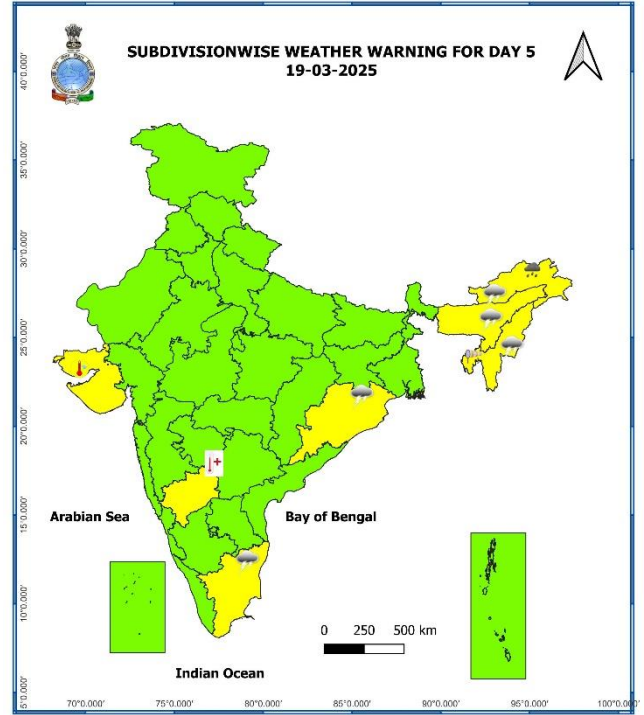 SUBDIVISIONWISE WEATHER WARNING FOR DAY 5
19-03-2025
40°0.000'
35°0.000'
30°0.000'
25°0.000'
20°0.000'
15°0.000'
10°0.000'
5°0.000'
Arabian Sea
Bay of Bengal
0 250 500 km
Indian Ocean
70°0.000' 75°0.000' 80°0.000' 85°0.000' 90°0.000' 95°0.000' 100°0.000'